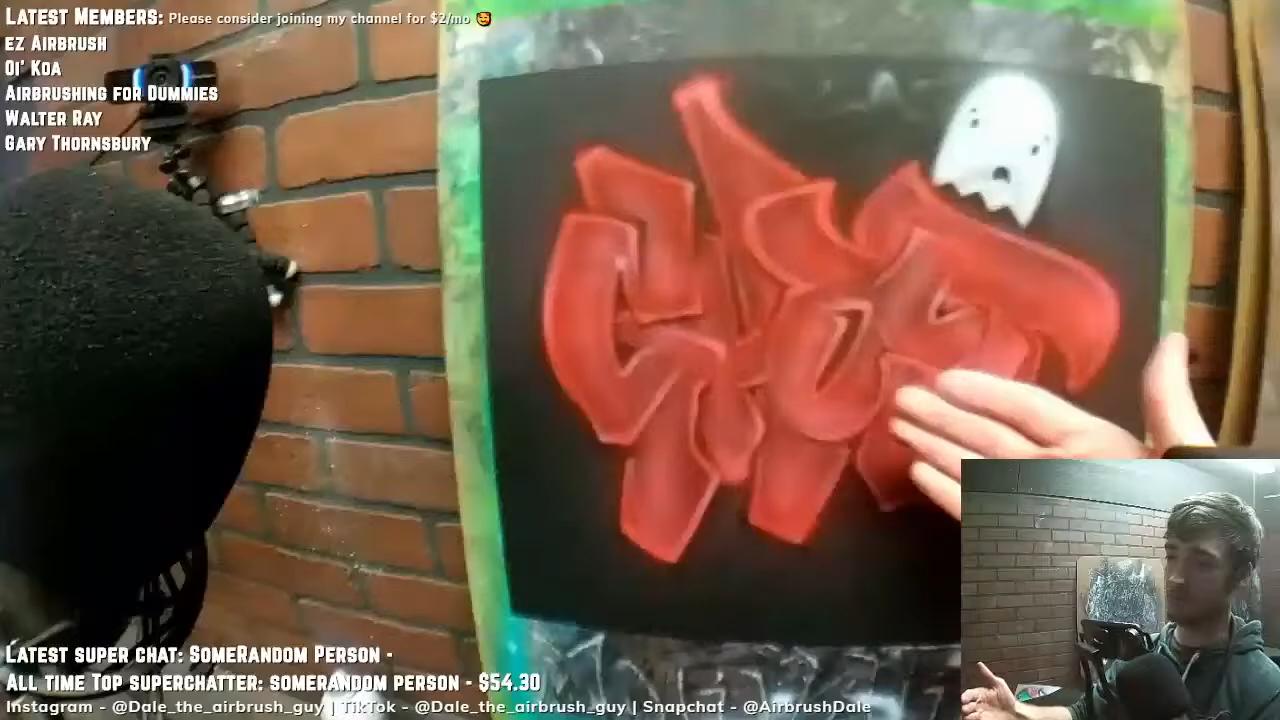 Latest Members: Please consider joining my channel for $2/mo
ez Airbrush
Ol' Koa
Airbrushing for Dummies
Walter Ray
Gary Thornsbury
Latest super chat: SomeRandom Person -
All time Top superchatter: somerandom person - $54.30
Instagram - @Dale_the_airbrush_guy | TikTok - @Dale_the_airbrush_guy | Snapchat - @AirbrushDale